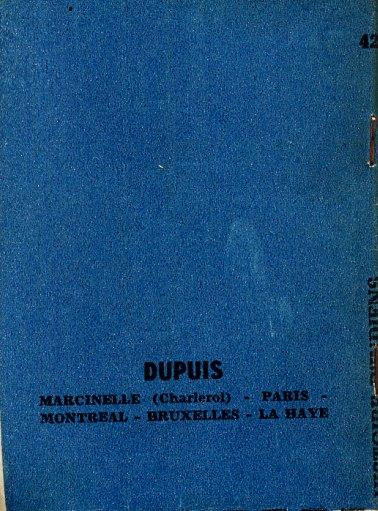 42
DUPUIS
MARCINELLE (Charleroi) - PARIS -
MONTREAL - BRUXELLES - LA HAYE